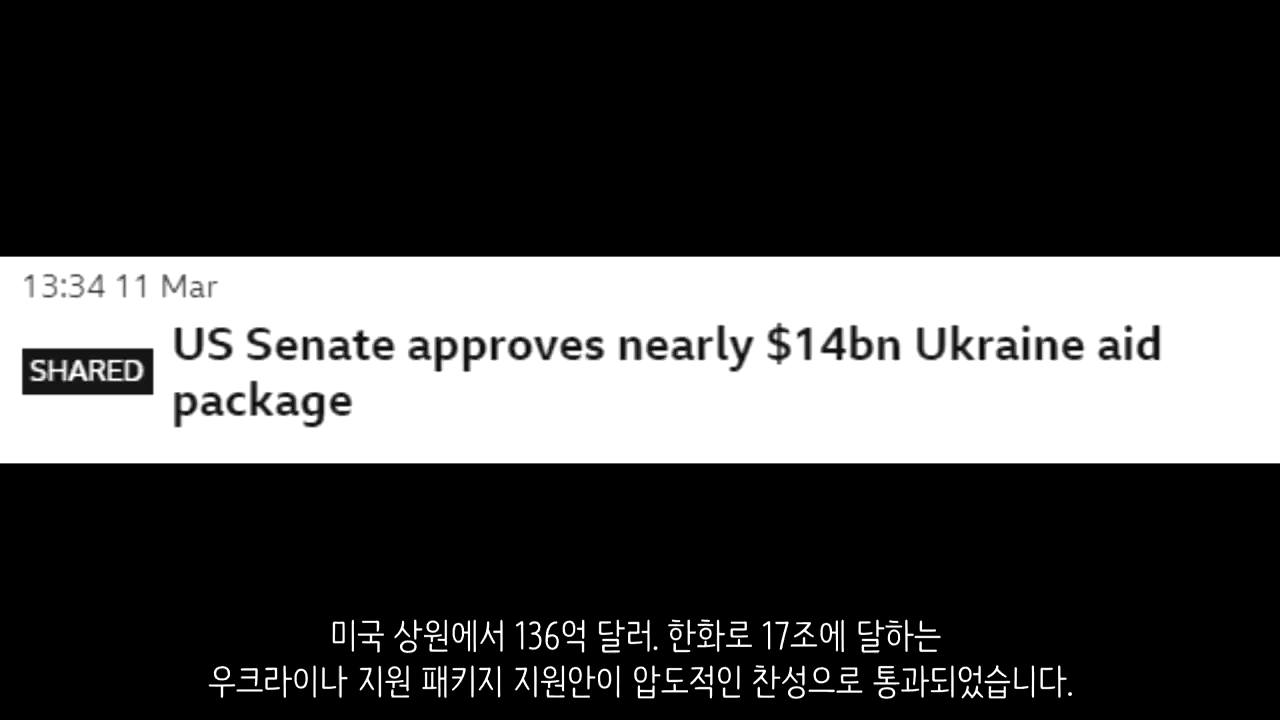 13:34 11 Mar
SHARED
US Senate approves nearly $14bn Ukraine aid
package
미국 상원에서 136억 달러. 한화로 17조에 달하는
우크라이나 지원 패키지 지원안이 압도적인 찬성으로 통과되었습니다.